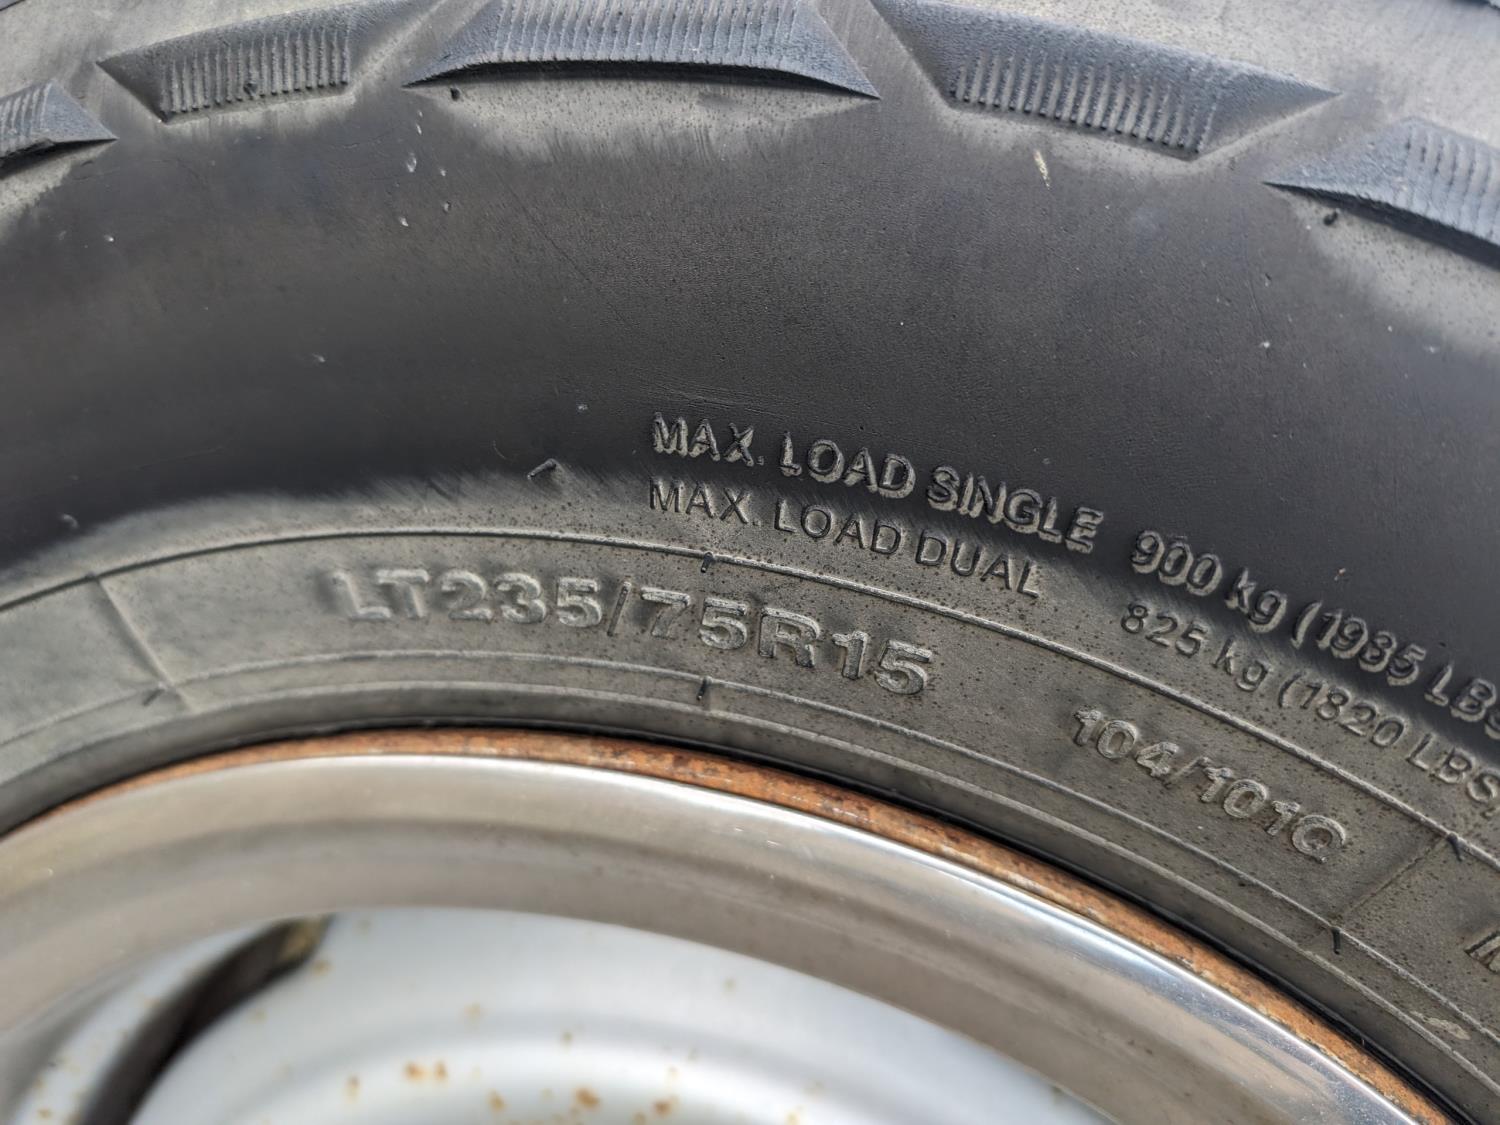 MAX. LOAD SINGLE 900 kg (1985 LBS
MAX. LOAD DUAL 825 kg (1820 LBS)
LT235/75R15 104/101Q